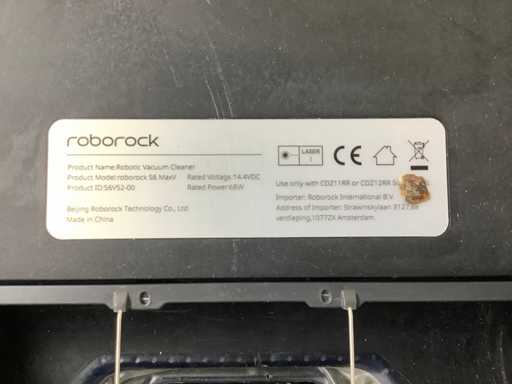 roborock
Product Name:Robotic Vacuum Cleaner
Product Model:roborock S6 MaxV Rated Voltage:14.4VDC
Product ID:S6V52-00 Rated Power:68W
Beijing Roborock Technology Co., Ltd.
Made in China
LASER
1
CE
Use only with CDZ11RR or CDZ12RR
Importer: Roborock International B.V.
Address of Importer: Strawinskylaan
verdieping,1077ZX Amsterdam.